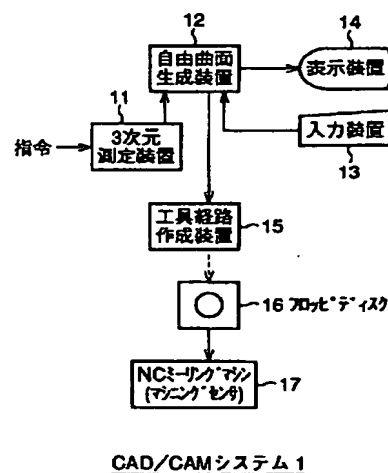 12
自由曲面
生成装置
14
表示装置
11
3次元
測定装置
指令
入力装置
13
工具経路
作成装置
15
16 フロッピディスク
NCミーリングマシン
(マシニングセンサ)
17
CAD/CAMシステム 1